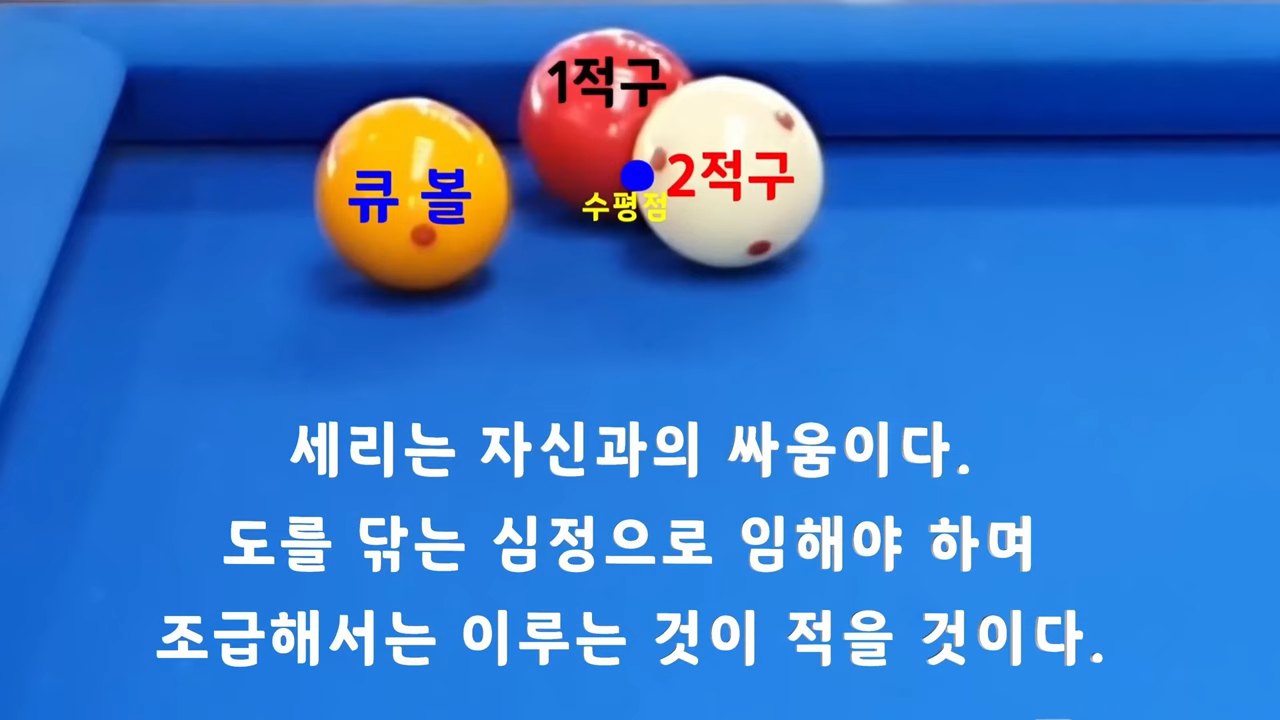 1적구
큐 볼
2적구
수평점
세리는 자신과의 싸움이다.
도를 닦는 심정으로 임해야 하며
조급해서는 이루는 것이 적을 것이다.